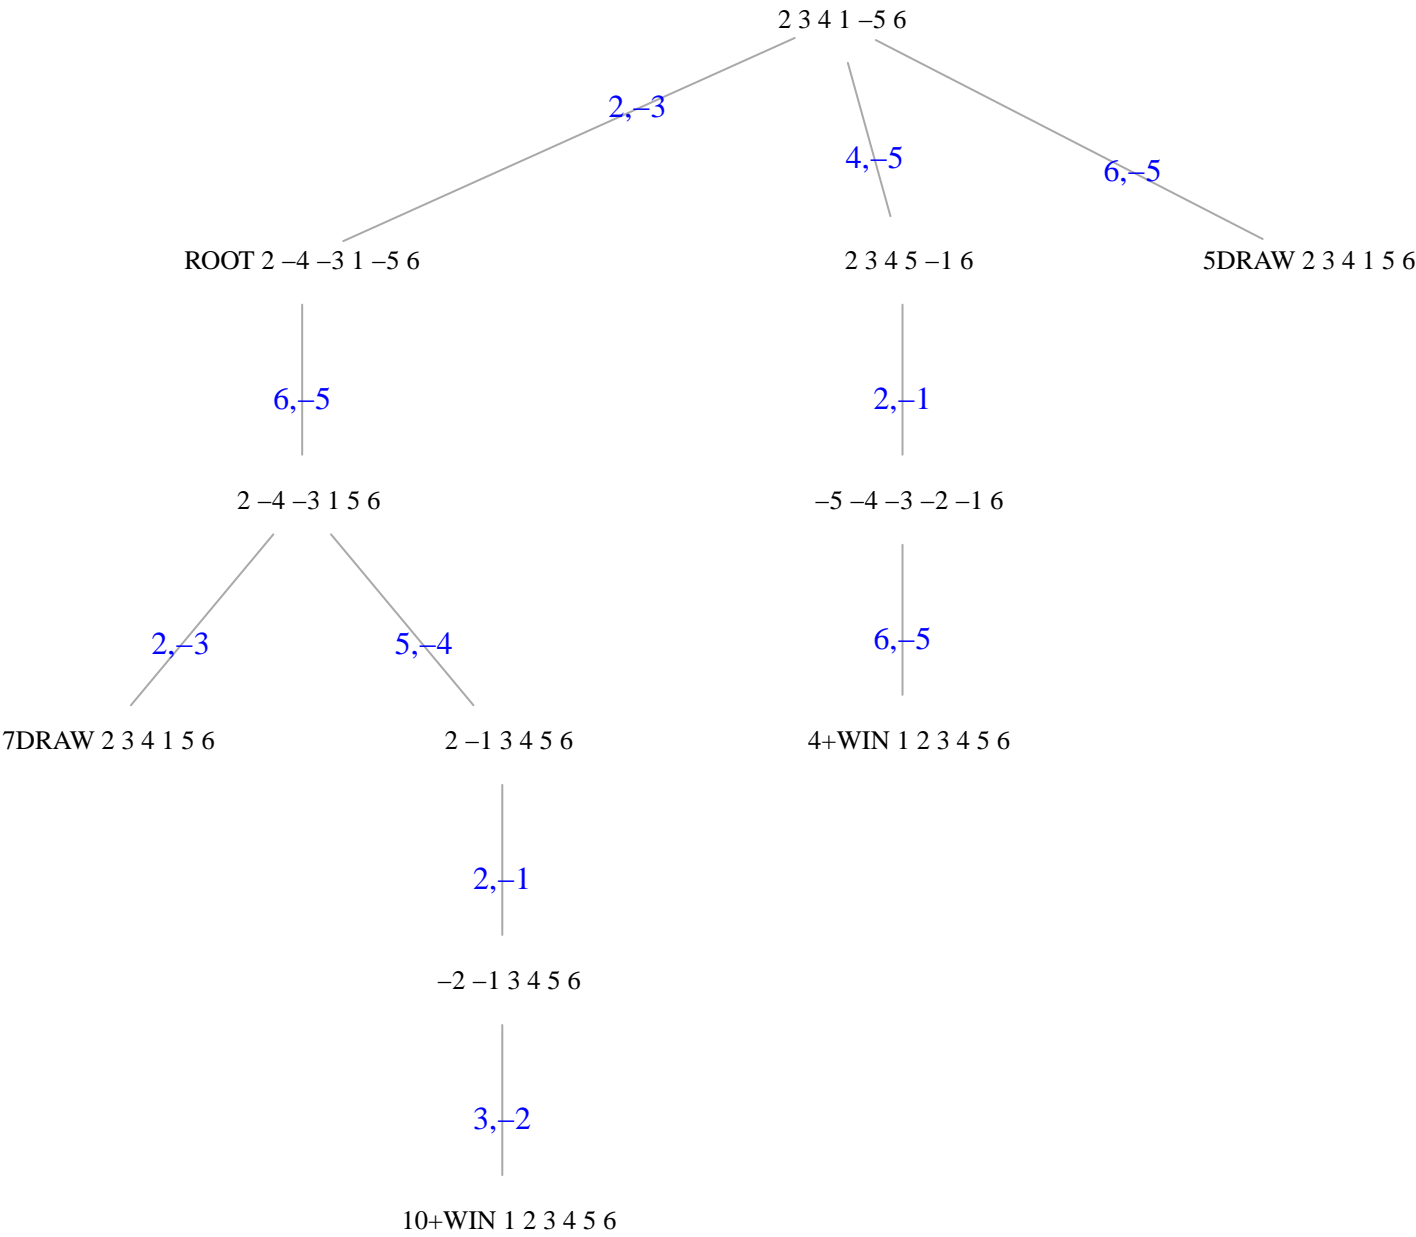 2 3 4 1 –5 6
2,–3
4,–5
6,–5
ROOT 2 –4 –3 1 –5 6
2 3 4 5 –1 6
5DRAW 2 3 4 1 5 6
6,–5
2,–1
2 –4 –3 1 5 6
–5 –4 –3 –2 –1 6
2,–3
5,–4
6,–5
7DRAW 2 3 4 1 5 6
2 –1 3 4 5 6
4+WIN 1 2 3 4 5 6
2,–1
–2 –1 3 4 5 6
3,–2
10+WIN 1 2 3 4 5 6